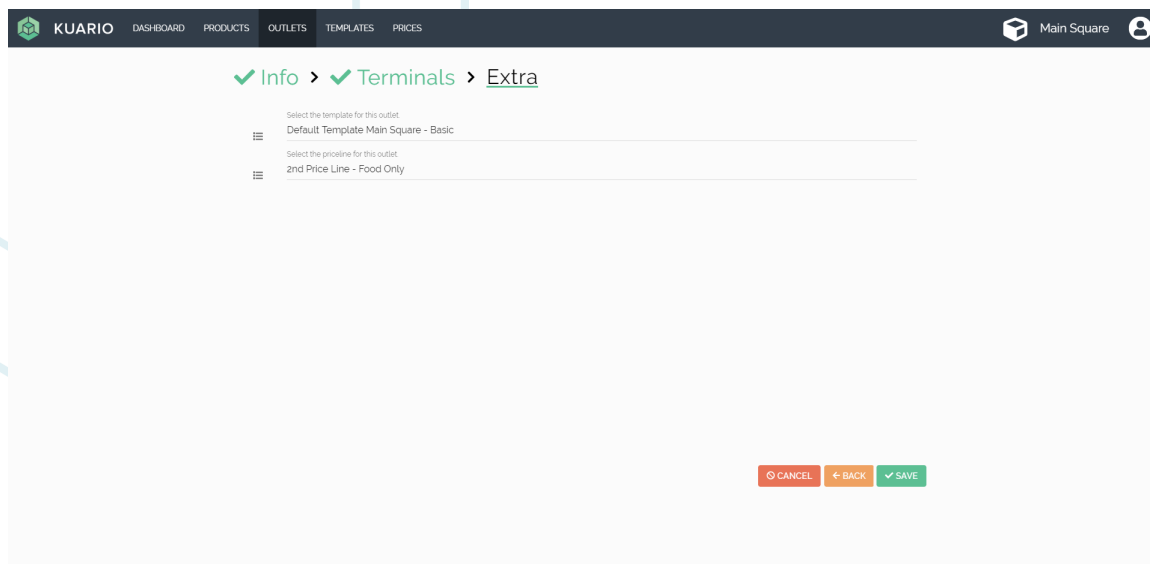 KUARIO DASHBOARD PRODUCTS OUTLETS TEMPLATES PRICES Main Square
Info > Terminals > Extra
Select the template for this outlet
Default Template Main Square - Basic
Select the priceline for this outlet
2nd Price Line - Food Only
CANCEL BACK SAVE